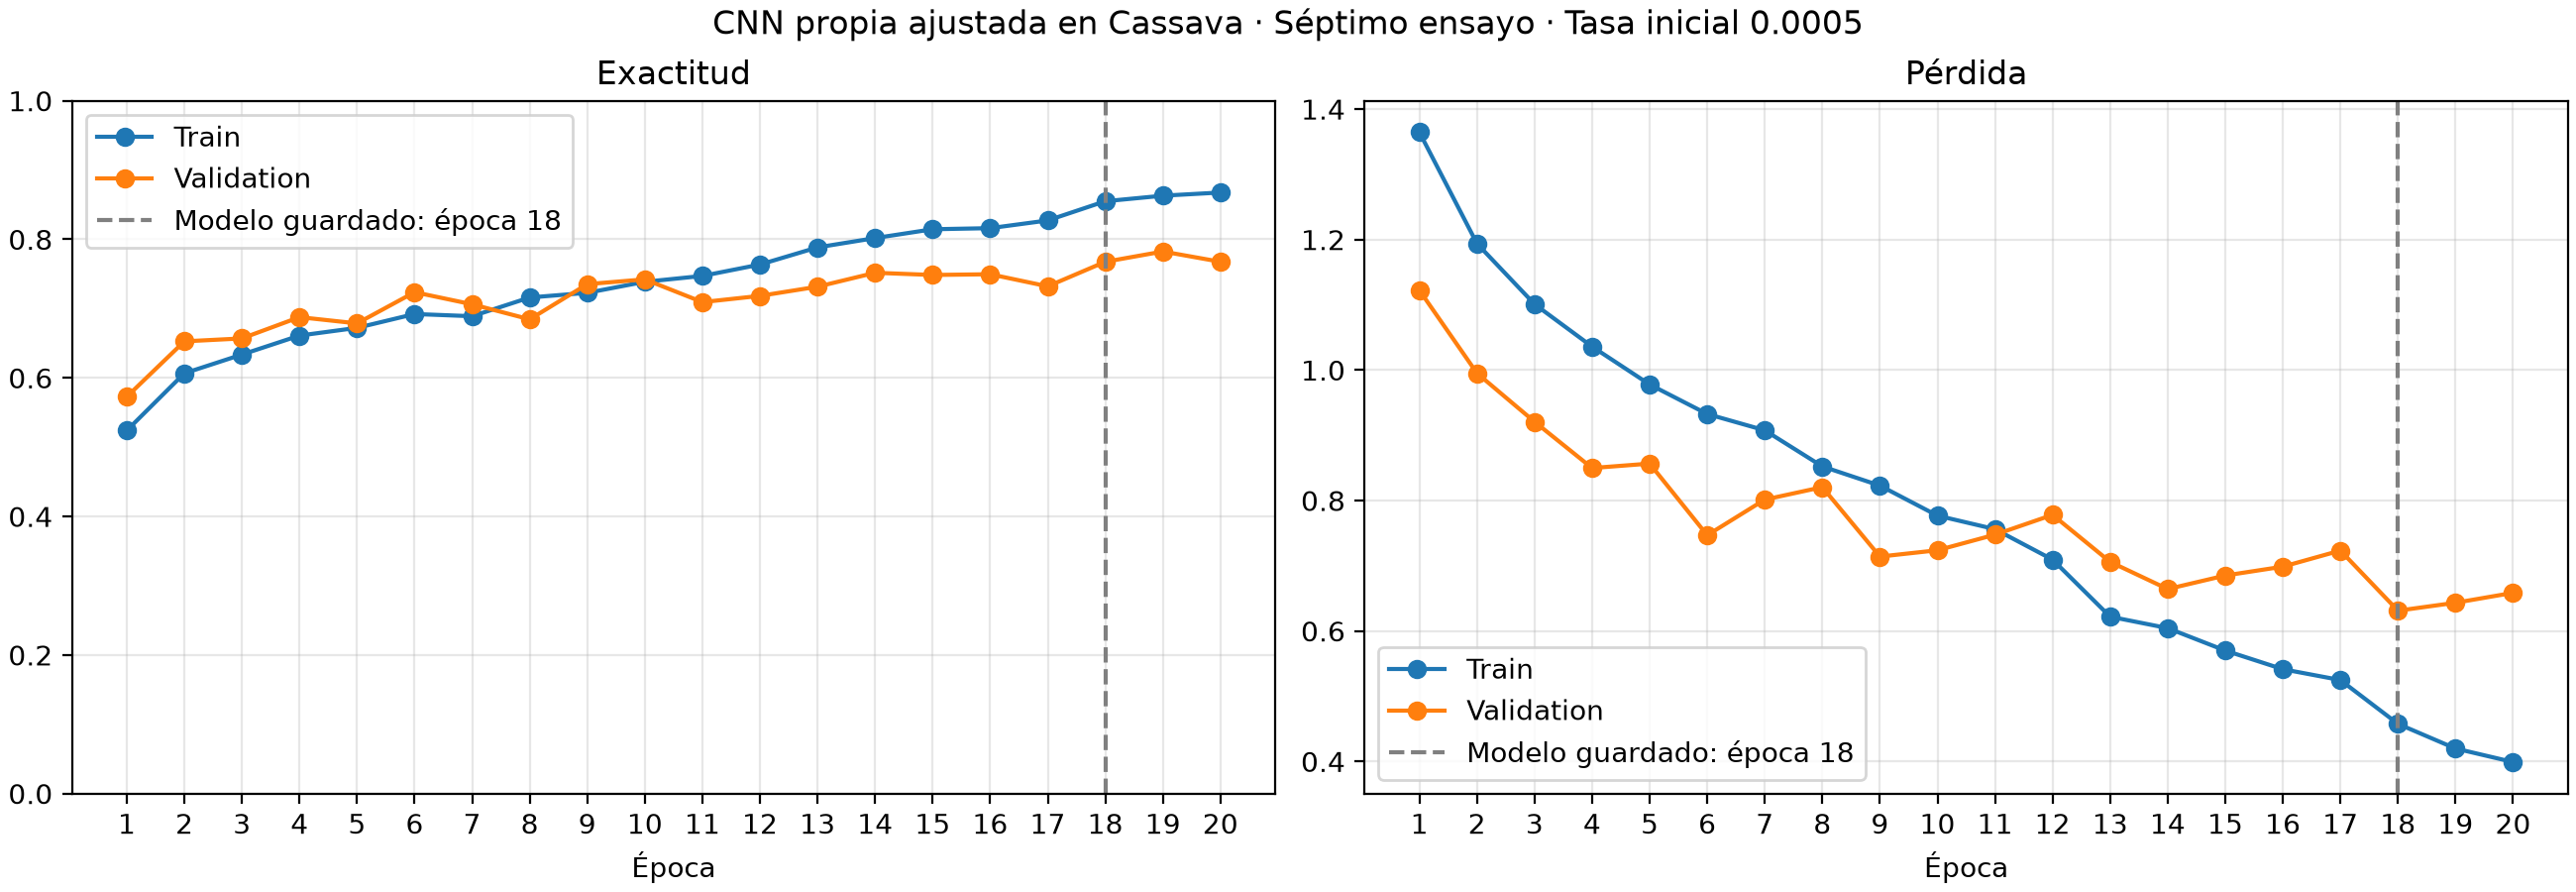 CNN propia ajustada en Cassava · Séptimo ensayo · Tasa inicial 0.0005
Exactitud
1.0
0.8
0.6
0.4
0.2
0.0
Train
Validation
Modelo guardado: época 18
1 2 3 4 5 6 7 8 9 10 11 12 13 14 15 16 17 18 19 20
Época
Pérdida
1.4
1.2
1.0
0.8
0.6
0.4
Train
Validation
Modelo guardado: época 18
1 2 3 4 5 6 7 8 9 10 11 12 13 14 15 16 17 18 19 20
Época